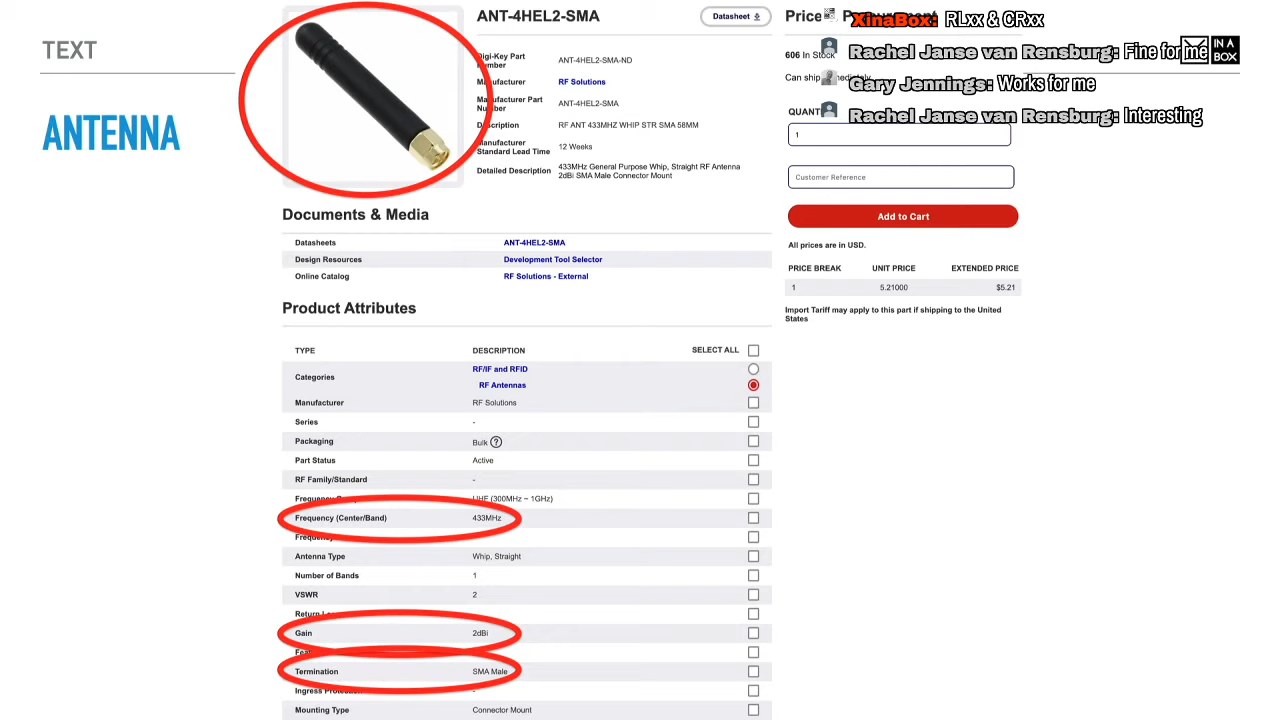 TEXT
ANTENNA
ANT-4HEL2-SMA
Datasheet
Digi-Key Part Number ANT-4HEL2-SMA-ND
Manufacturer RF Solutions
Manufacturer Part Number ANT-4HEL2-SMA
Description RF ANT 433MHZ WHIP STR SMA 58MM
Manufacturer Standard Lead Time 12 Weeks
Detailed Description 433MHz General Purpose Whip, Straight RF Antenna
2dBi SMA Male Connector Mount
Documents & Media
Datasheets ANT-4HEL2-SMA
Design Resources Development Tool Selector
Online Catalog RF Solutions - External
Product Attributes
TYPE DESCRIPTION SELECT ALL
Categories RF/IF and RFID
RF Antennas
Manufacturer RF Solutions
Series -
Packaging Bulk ?
Part Status Active
RF Family/Standard -
UHF (300MHz ~ 1GHz)
Frequency (Center/Band) 433MHz
Antenna Type Whip, Straight
Number of Bands 1
VSWR 2
Gain 2dBi
Termination SMA Male
Ingress Protection -
Mounting Type Connector Mount
606 In Stock
Can ship
1
Customer Reference
Add to Cart
All prices are in USD.
PRICE BREAK UNIT PRICE EXTENDED PRICE
1 5.21000 $5.21
Import Tariff may apply to this part if shipping to the United
States
XinaBox: RLxx & CRxx
Rachel Janse van Rensburg: Fine for me
Gary Jennings: Works for me
Rachel Janse van Rensburg: Interesting
IN A
BOX